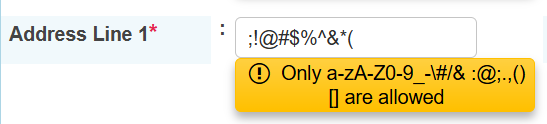 Address Line 1* : ;!@#$%^&*(
Only a-zA-Z0-9_-\#/& :@;.,()
[] are allowed